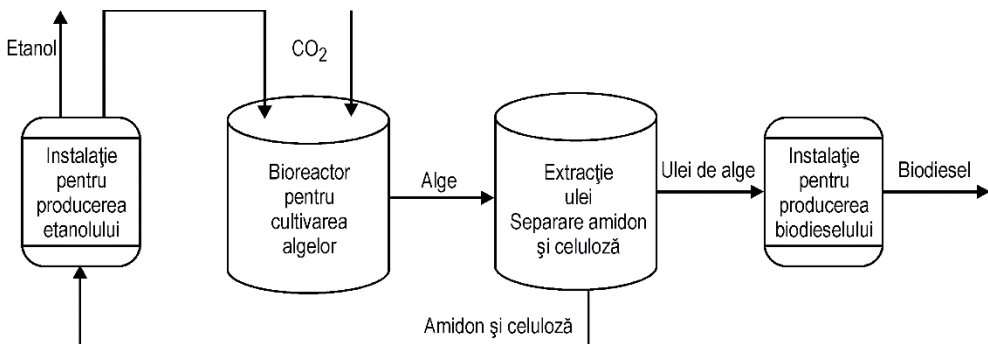 Etanol
CO2
Instalaţie
pentru
producerea
etanolului
Bioreactor
pentru
cultivarea
algelor
Alge
Extracţie
ulei
Separare amidon
şi celuloză
Ulei de alge
Instalaţie
pentru
producerea
biodieselului
Biodiesel
Amidon şi celuloză